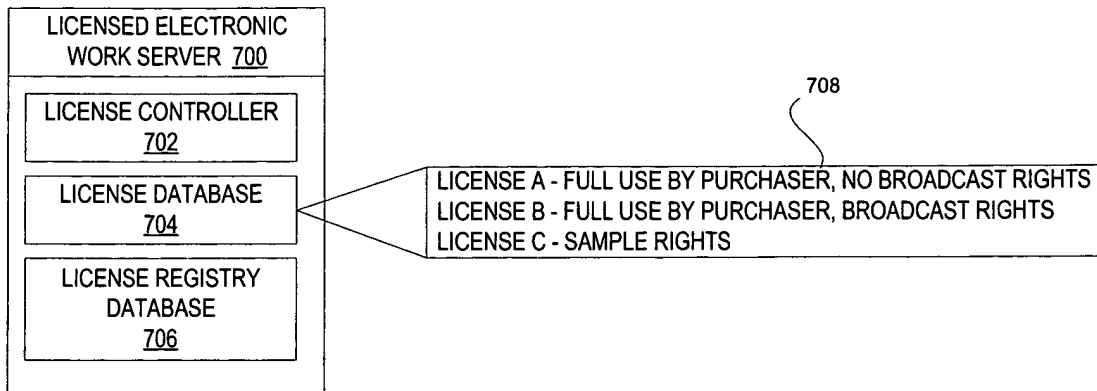 LICENSED ELECTRONIC
WORK SERVER 700
LICENSE CONTROLLER
702
LICENSE DATABASE
704
LICENSE REGISTRY
DATABASE
706
708
LICENSE A - FULL USE BY PURCHASER, NO BROADCAST RIGHTS
LICENSE B - FULL USE BY PURCHASER, BROADCAST RIGHTS
LICENSE C - SAMPLE RIGHTS